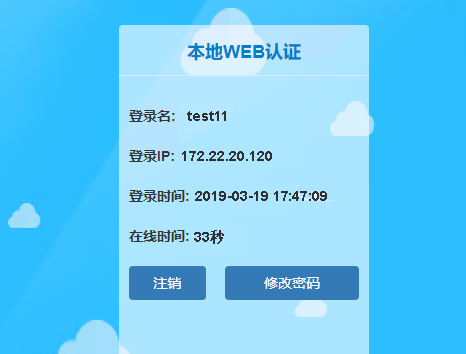 本地WEB认证
登录名: test11
登录IP: 172.22.20.120
登录时间: 2019-03-19 17:47:09
在线时间: 33秒
注销 修改密码